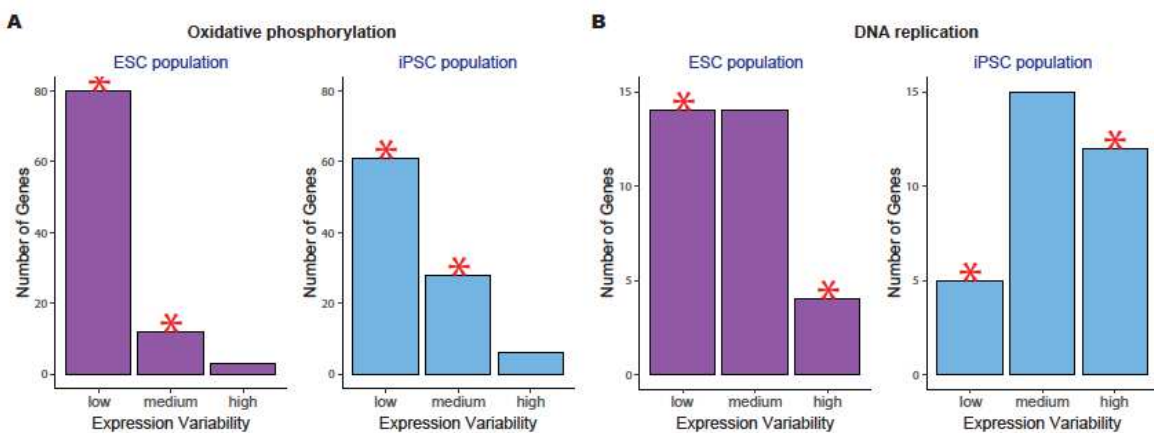 A
Oxidative phosphorylation
ESC population
iPSC population
Number of Genes
80
60
40
20
0
low medium high
Expression Variability
Number of Genes
80
60
40
20
0
low medium high
Expression Variability
B
DNA replication
ESC population
iPSC population
Number of Genes
15
10
5
0
low medium high
Expression Variability
Number of Genes
15
10
5
0
low medium high
Expression Variability